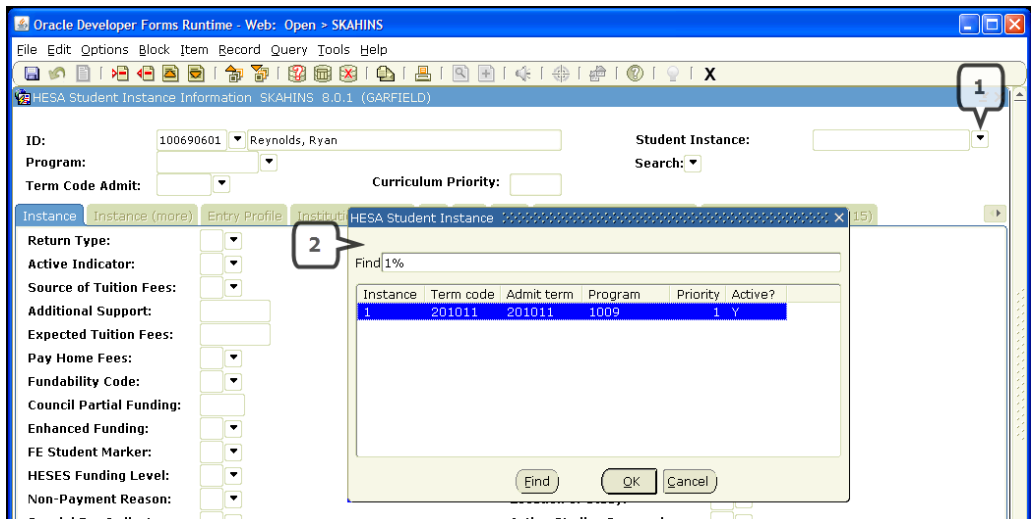 Oracle Developer Forms Runtime - Web: Open > SKAHINS
File Edit Options Block Item Record Query Tools Help
X
HESA Student Instance Information SKAHINS 8.0.1 (GARFIELD)
1
ID: 100690601 Reynolds, Ryan Student Instance:
Program: Search:
Term Code Admit: Curriculum Priority:
Instance Instance (more) Entry Profile 15)
HESA Student Instance
Return Type:
2
Active Indicator: Find 1%
Source of Tuition Fees: Instance Term code Admit term Program Priority Active?
Additional Support: 1 201011 201011 1009 1 Y
Expected Tuition Fees:
Pay Home Fees:
Fundability Code:
Council Partial Funding:
Enhanced Funding:
FE Student Marker:
HESES Funding Level: Find OK Cancel
Non-Payment Reason: